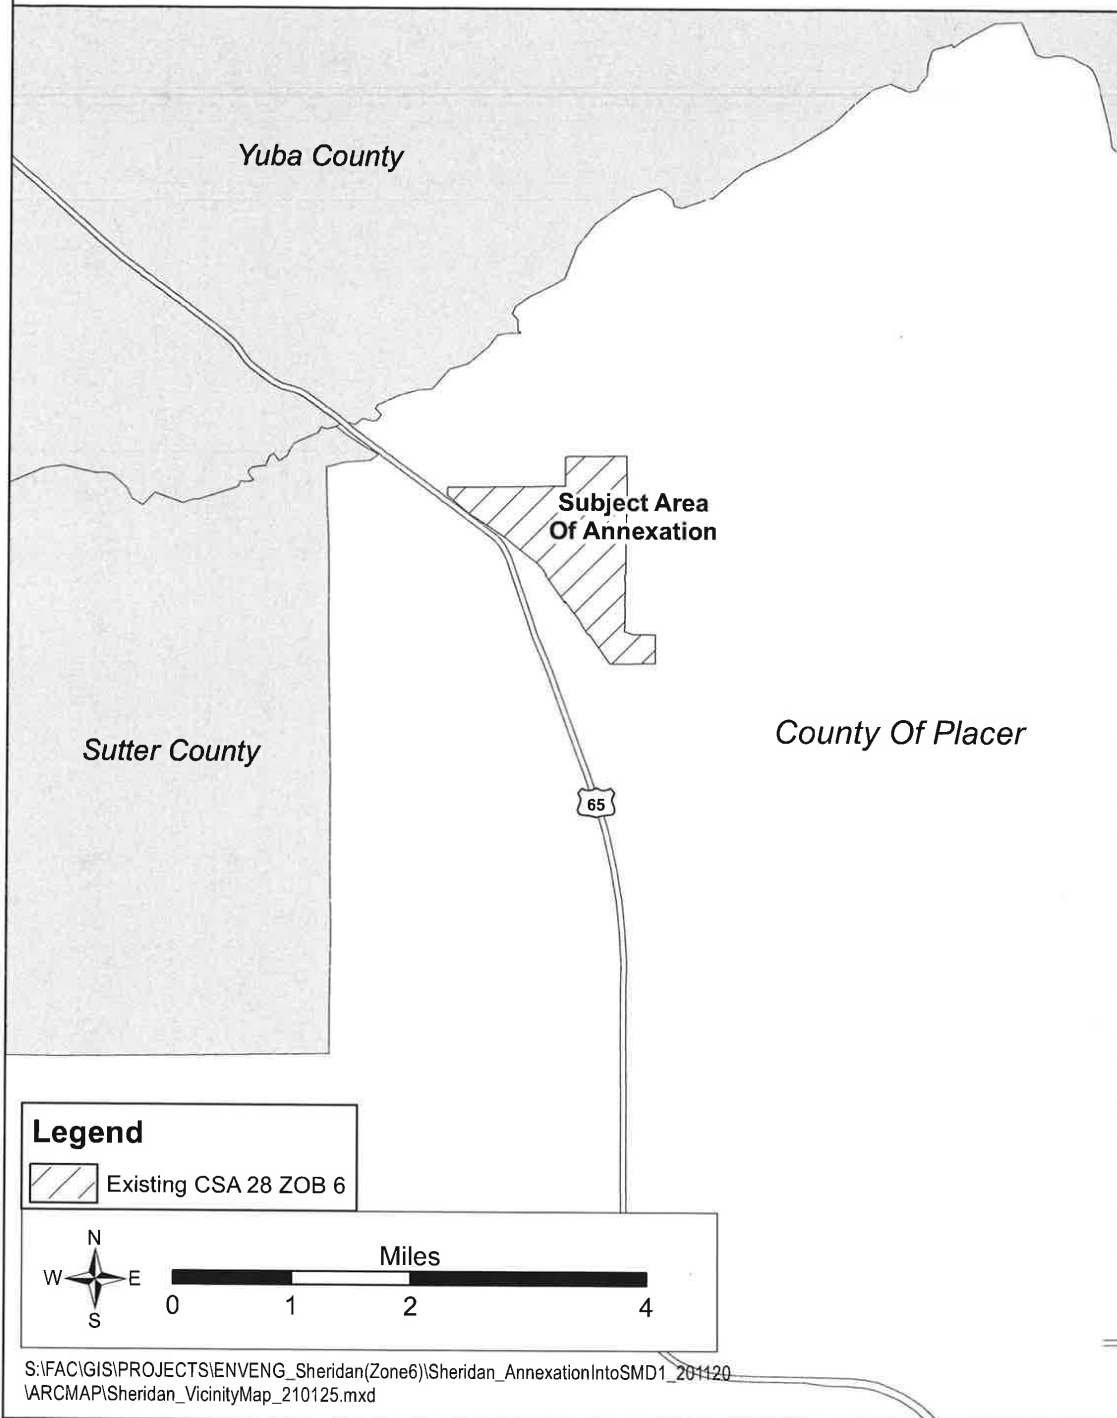 Yuba County
Subject Area
Of Annexation
Sutter County
County Of Placer
65
Legend
Existing CSA 28 ZOB 6
N
W E
S
Miles
0 1 2 4
S:\FAC\GIS\PROJECTS\ENVENG_Sheridan(Zone6)\Sheridan_AnnexationIntoSMD1_201120
\ARCMAP\Sheridan_VicinityMap_210125.mxd